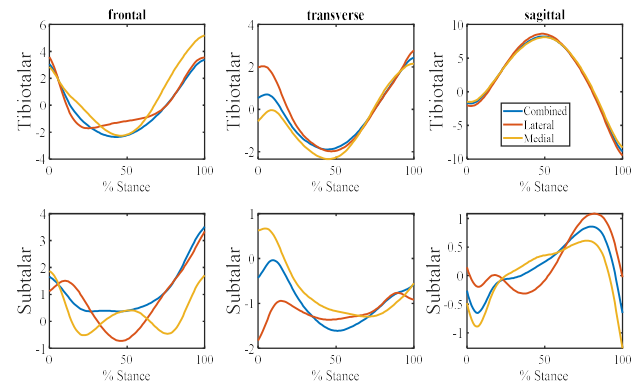 frontal
transverse
sagittal
Tibiotalar
6
4
2
0
-2
-4
0
50
100
% Stance
Tibiotalar
2
0
-2
0
50
100
% Stance
Tibiotalar
10
5
0
-5
-10
0
50
100
% Stance
Combined
Lateral
Medial
Subtalar
4
3
2
1
0
-1
0
50
100
% Stance
Subtalar
1
0
-1
-2
0
50
100
% Stance
Subtalar
1
0.5
0
-0.5
-1
0
50
100
% Stance